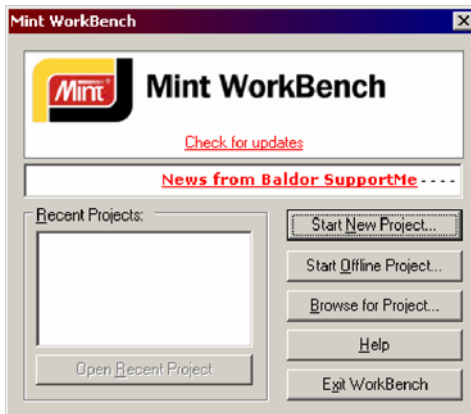 Mint WorkBench
Mint
Mint WorkBench
Check for updates
News from Baldor SupportMe - - - -
Recent Projects:
Open Recent Project
Start New Project...
Start Offline Project...
Browse for Project...
Help
Exit WorkBench